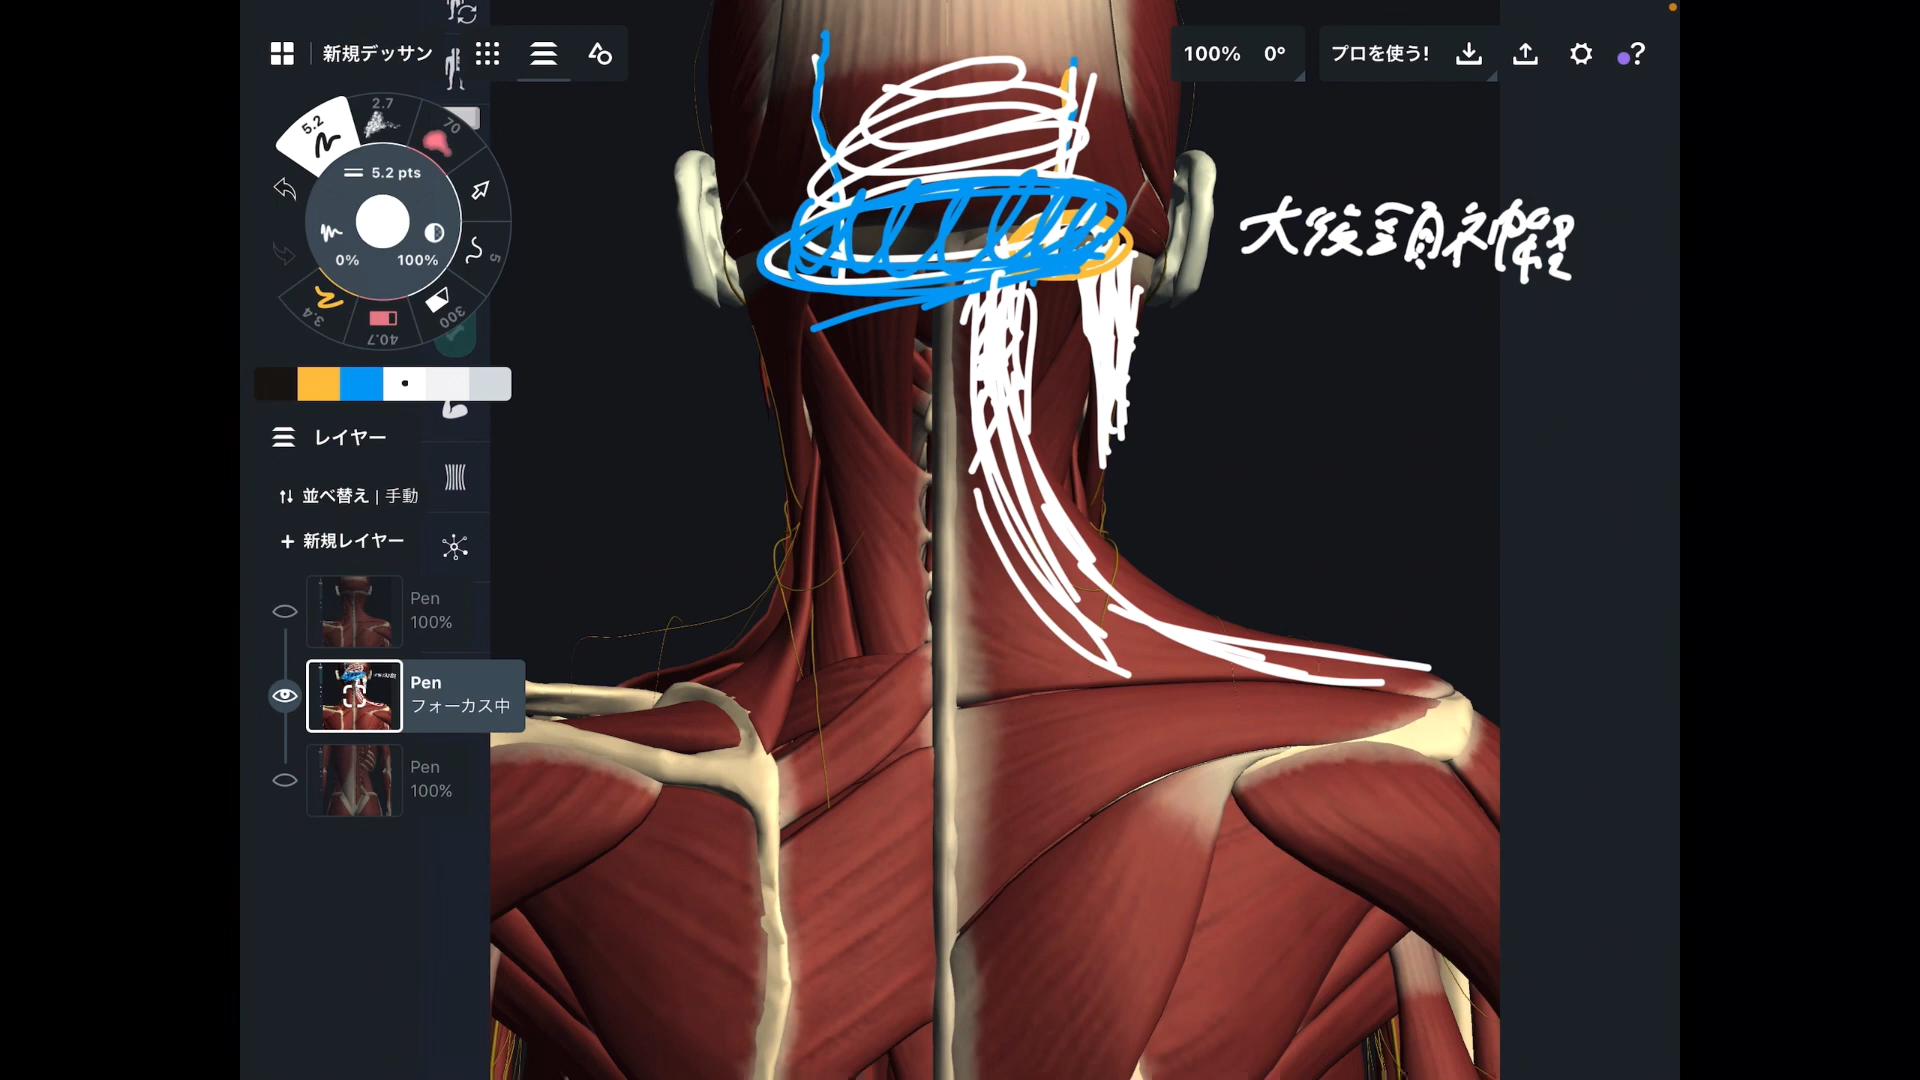 新規デッサン
100% 0° プロを使う! ?
5.2
2.7
70
5.2 pts
0% 100%
5
300
40.7
3.4
大後頭神経
レイヤー
並べ替え | 手動
+ 新規レイヤー
Pen
100%
Pen
フォーカス中
Pen
100%